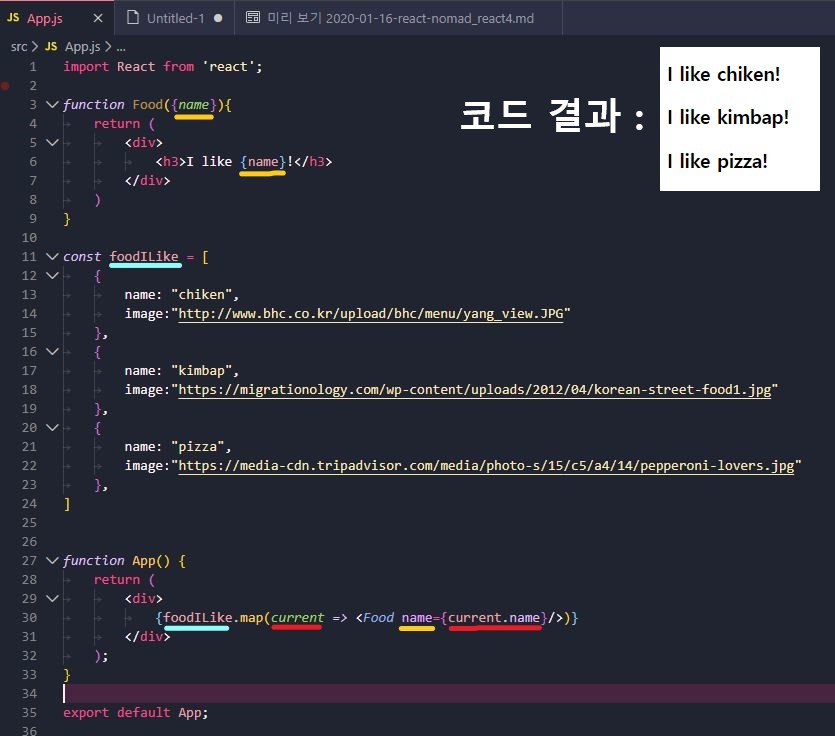 JS App.js ×
Untitled-1 ●
미리 보기 2020-01-16-react-nomad_react4.md
src > JS App.js > ...
1 import React from 'react';
2
3 function Food({name}){
4 return (
5 <div>
6 <h3>I like {name}!</h3>
7 </div>
8 )
9 }
10
11 const foodILike = [
12 {
13 name: "chiken",
14 image:"http://www.bhc.co.kr/upload/bhc/menu/yang_view.JPG"
15 },
16 {
17 name: "kimbap",
18 image:"https://migrationology.com/wp-content/uploads/2012/04/korean-street-food1.jpg"
19 },
20 {
21 name: "pizza",
22 image:"https://media-cdn.tripadvisor.com/media/photo-s/15/c5/a4/14/pepperoni-lovers.jpg"
23 },
24 ]
25
26
27 function App() {
28 return (
29 <div>
30 {foodILike.map(current => <Food name={current.name}/>)}
31 </div>
32 );
33 }
34
35 export default App;
36
코드 결과 :
I like chiken!
I like kimbap!
I like pizza!